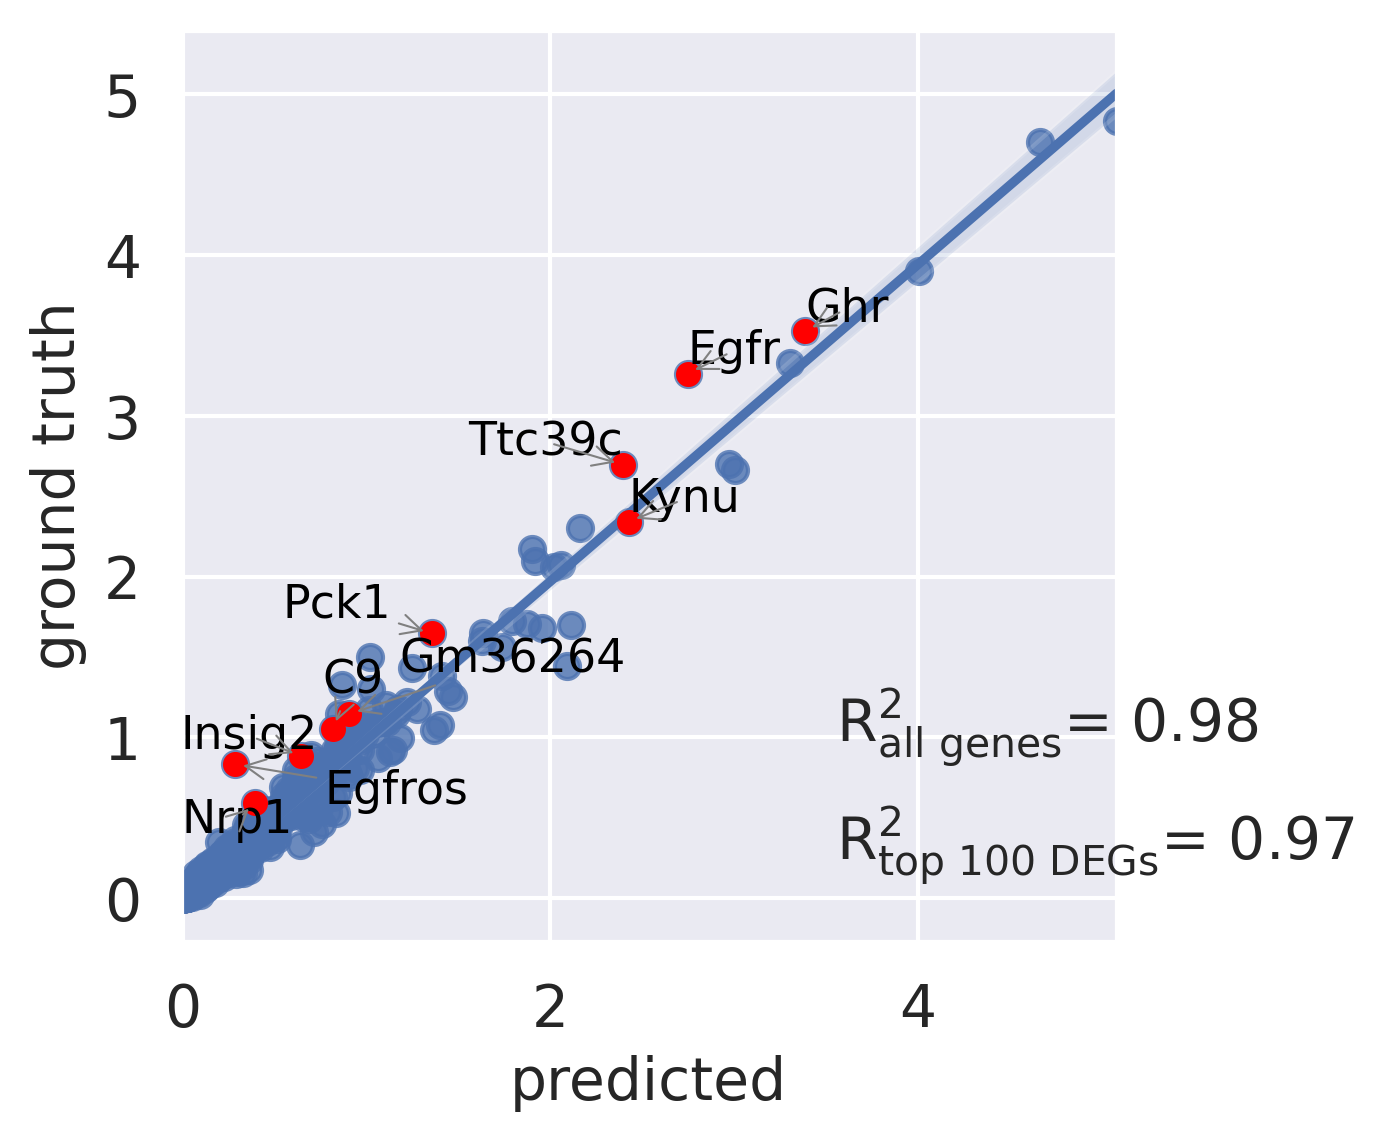 5
4
3
2
1
0
ground truth
Ghr
Egfr
Ttc39c
Kynu
Pck1
Gm36264
C9
Insig2
Egfros
Nrp1
R²all genes = 0.98
R²top 100 DEGs = 0.97
0 2 4
predicted